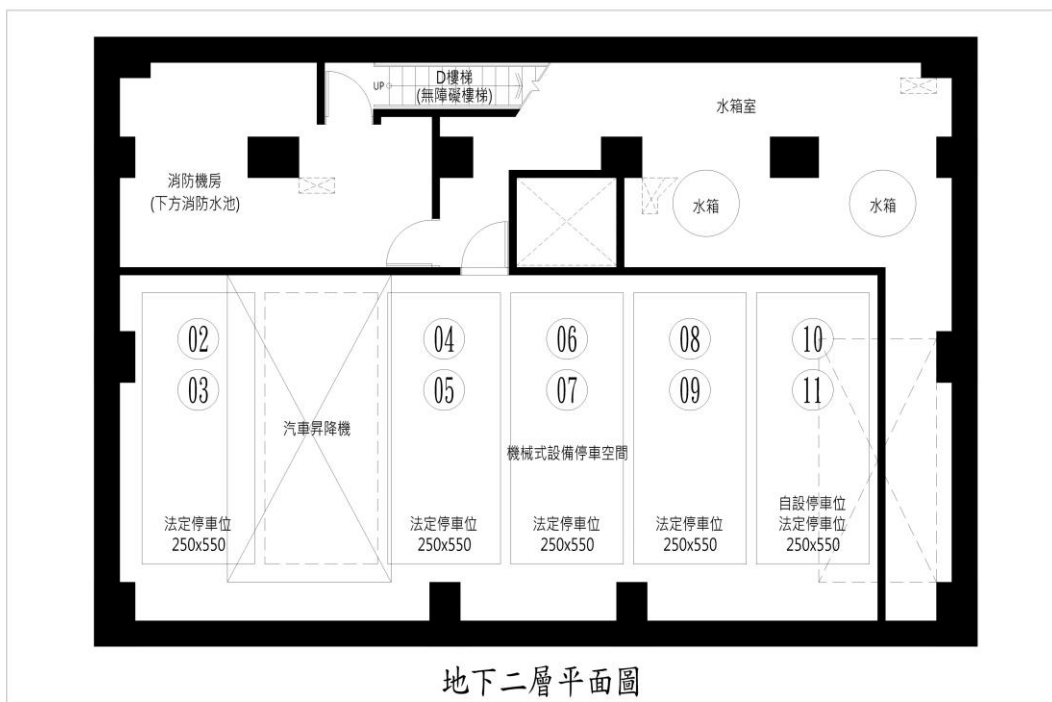 UP
D樓梯
(無障礙樓梯)
水箱室
消防機房
(下方消防水池)
水箱
水箱
02
03
04
05
06
07
08
09
10
11
汽車昇降機
機械式設備停車空間
法定停車位
250x550
法定停車位
250x550
法定停車位
250x550
法定停車位
250x550
自設停車位
法定停車位
250x550
地下二層平面圖